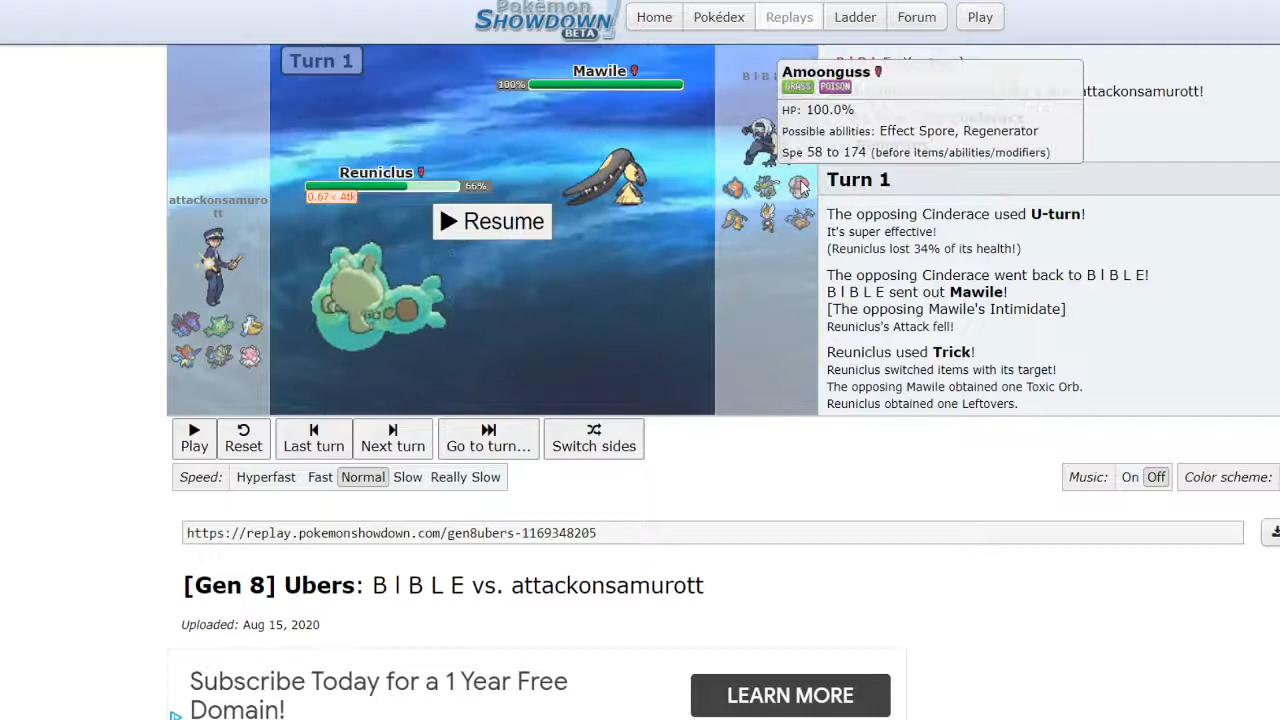 Pokémon
SHOWDOWN!
BETA
Home
Pokédex
Replays
Ladder
Forum
Play
Turn 1
Mawile
100%
Reuniclus
66%
0.67× Atk
▶ Resume
attackonsamuro
tt
Amoonguss
GRASS POISON
HP: 100.0%
Possible abilities: Effect Spore, Regenerator
Spe 58 to 174 (before items/abilities/modifiers)
attackonsamurott!
Turn 1
The opposing Cinderace used U-turn!
It's super effective!
(Reuniclus lost 34% of its health!)
The opposing Cinderace went back to B l B L E!
B l B L E sent out Mawile!
[The opposing Mawile's Intimidate]
Reuniclus's Attack fell!
Reuniclus used Trick!
Reuniclus switched items with its target!
The opposing Mawile obtained one Toxic Orb.
Reuniclus obtained one Leftovers.
Play
Reset
Last turn
Next turn
Go to turn...
Switch sides
Speed: Hyperfast Fast Normal Slow Really Slow
Music: On Off
Color scheme:
https://replay.pokemonshowdown.com/gen8ubers-1169348205
[Gen 8] Ubers: B l B L E vs. attackonsamurott
Uploaded: Aug 15, 2020
Subscribe Today for a 1 Year Free
Domain!
LEARN MORE